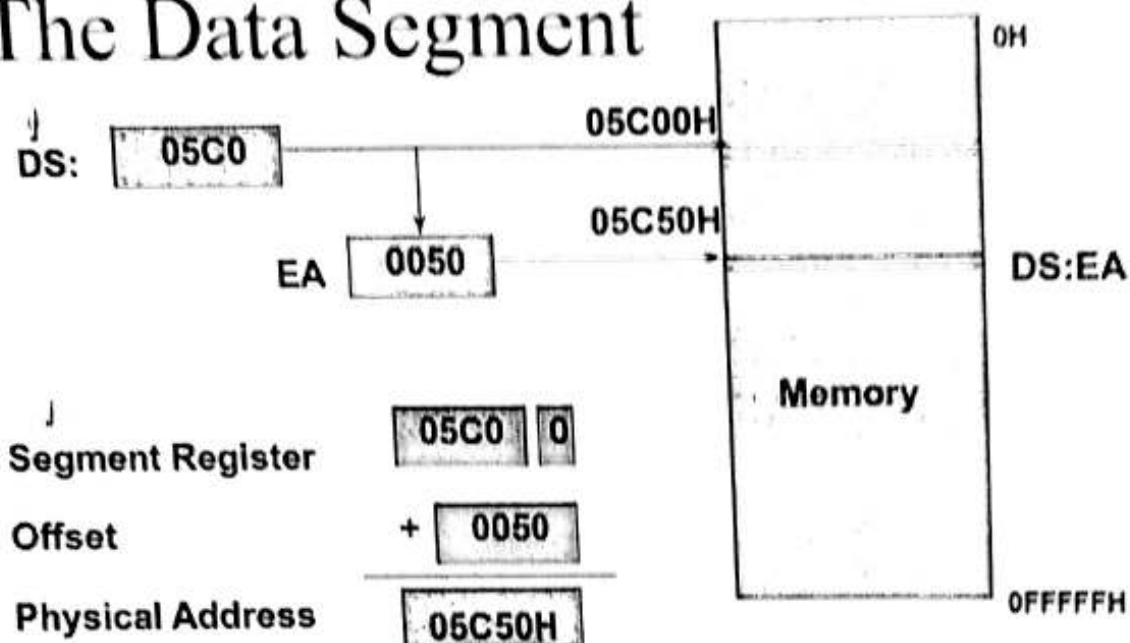 The Data Segment
0H
05C00H
DS: 05C0
05C50H
EA 0050
DS:EA
Memory
Segment Register 05C0 0
Offset + 0050
Physical Address 05C50H
0FFFFFH